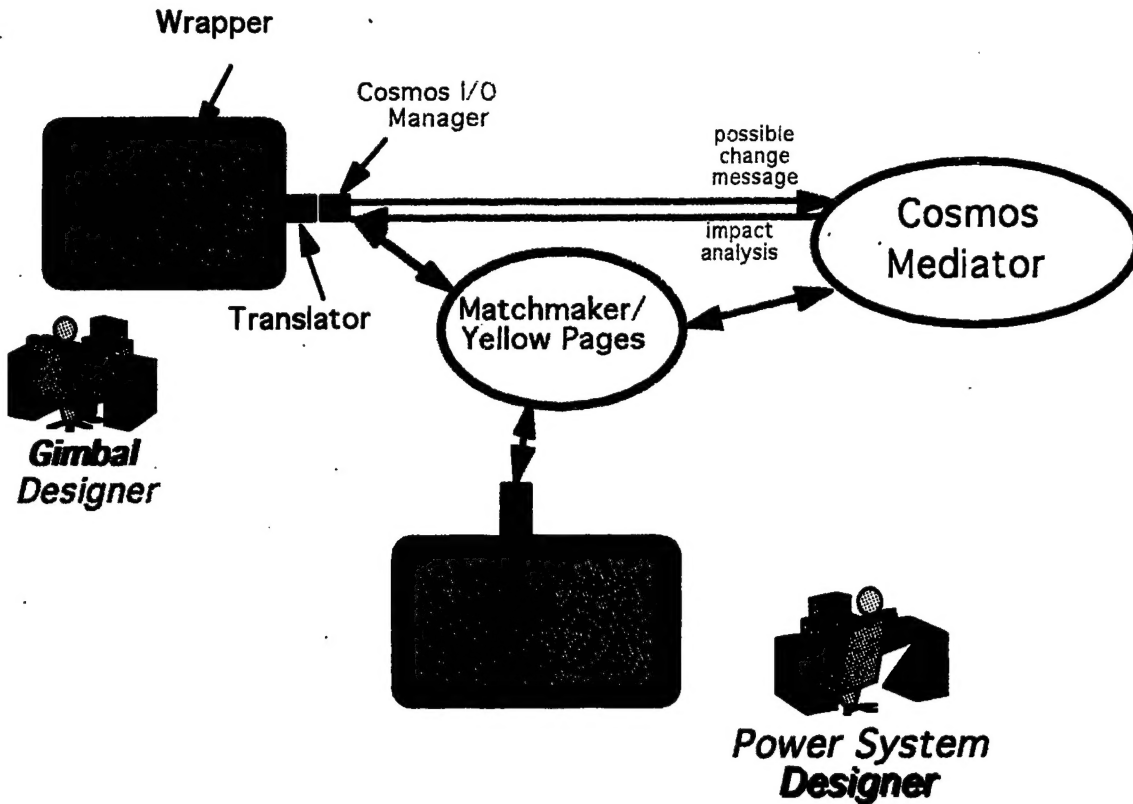 Wrapper
Cosmos I/O
Manager
possible
change
message
Cosmos
Mediator
impact
analysis
Translator
Matchmaker/
Yellow Pages
Gimbal
Designer
Power System
Designer